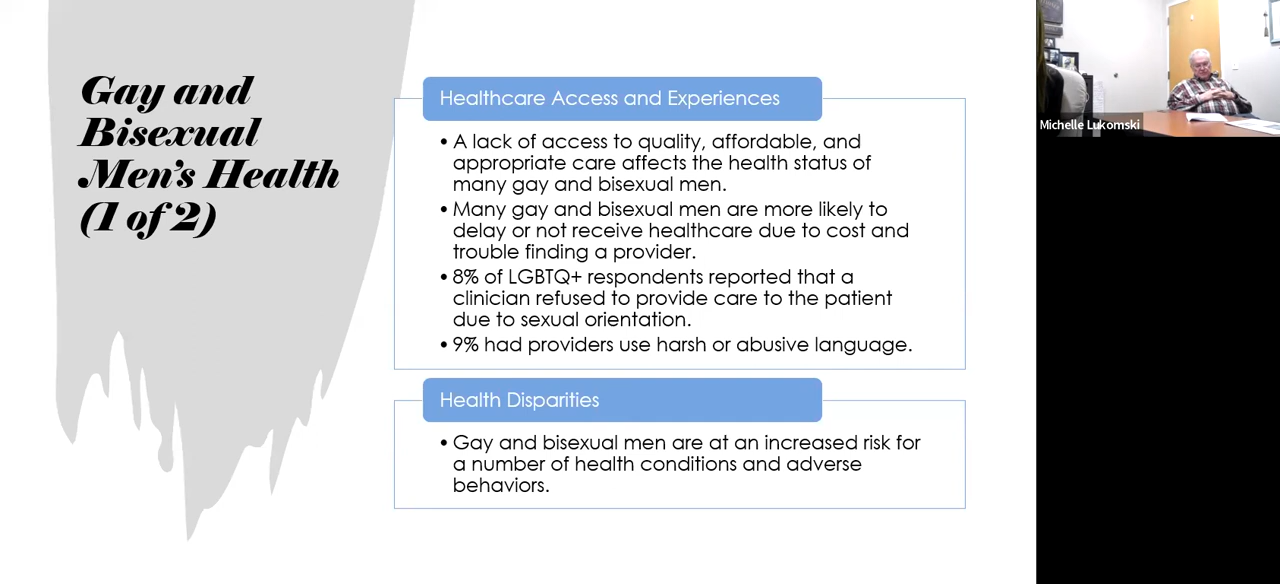 Gay and
Bisexual
Men's Health
(1 of 2)
Healthcare Access and Experiences
• A lack of access to quality, affordable, and
appropriate care affects the health status of
many gay and bisexual men.
• Many gay and bisexual men are more likely to
delay or not receive healthcare due to cost and
trouble finding a provider.
• 8% of LGBTQ+ respondents reported that a
clinician refused to provide care to the patient
due to sexual orientation.
• 9% had providers use harsh or abusive language.
Health Disparities
• Gay and bisexual men are at an increased risk for
a number of health conditions and adverse
behaviors.
Michelle Lukomski